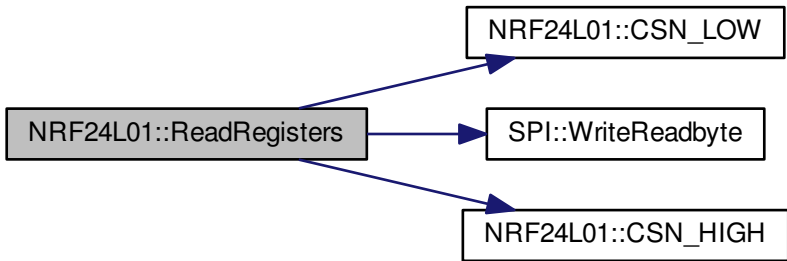 NRF24L01::CSN_LOW
NRF24L01::ReadRegisters
SPI::WriteReadbyte
NRF24L01::CSN_HIGH